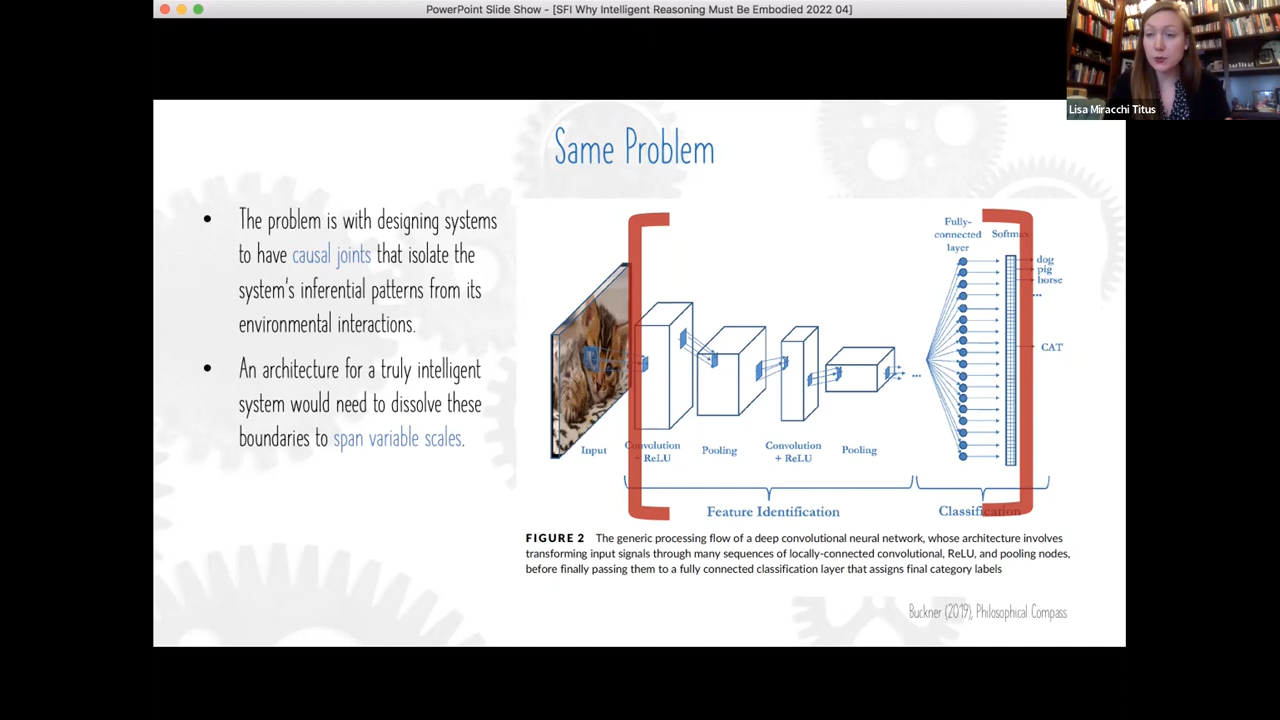 PowerPoint Slide Show - [SFI Why Intelligent Reasoning Must Be Embodied 2022 04]
Lisa Miracchi Titus
Same Problem
• The problem is with designing systems
to have causal joints that isolate the
system's inferential patterns from its
environmental interactions.
• An architecture for a truly intelligent
system would need to dissolve these
boundaries to span variable scales.
Fully-
connected
layer
Softmax
dog
pig
horse
...
CAT
...
Input
Convolution
+ ReLU
Pooling
Convolution
+ ReLU
Pooling
Feature Identification
Classification
FIGURE 2 The generic processing flow of a deep convolutional neural network, whose architecture involves
transforming input signals through many sequences of locally-connected convolutional, ReLU, and pooling nodes,
before finally passing them to a fully connected classification layer that assigns final category labels
Buckner (2019), Philosophical Compass